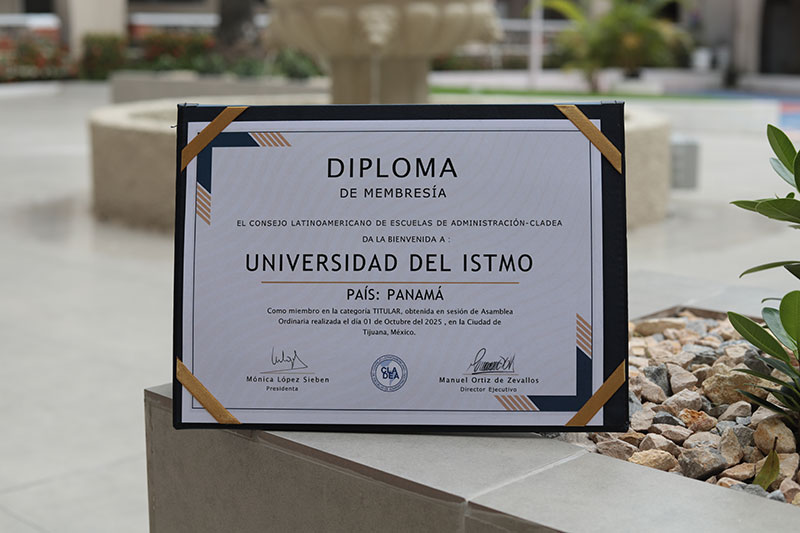 DIPLOMA
DE MEMBRESÍA
EL CONSEJO LATINOAMERICANO DE ESCUELAS DE ADMINISTRACIÓN-CLADEA
DA LA BIENVENIDA A :
UNIVERSIDAD DEL ISTMO
PAÍS: PANAMÁ
Como miembro en la categoría TITULAR, obtenida en sesión de Asamblea
Ordinaria realizada el día 01 de Octubre del 2025 , en la Ciudad de
Tijuana, México.
CLA
DEA
Mónica López Sieben
Presidenta
Manuel Ortiz de Zevallos
Director Ejecutivo